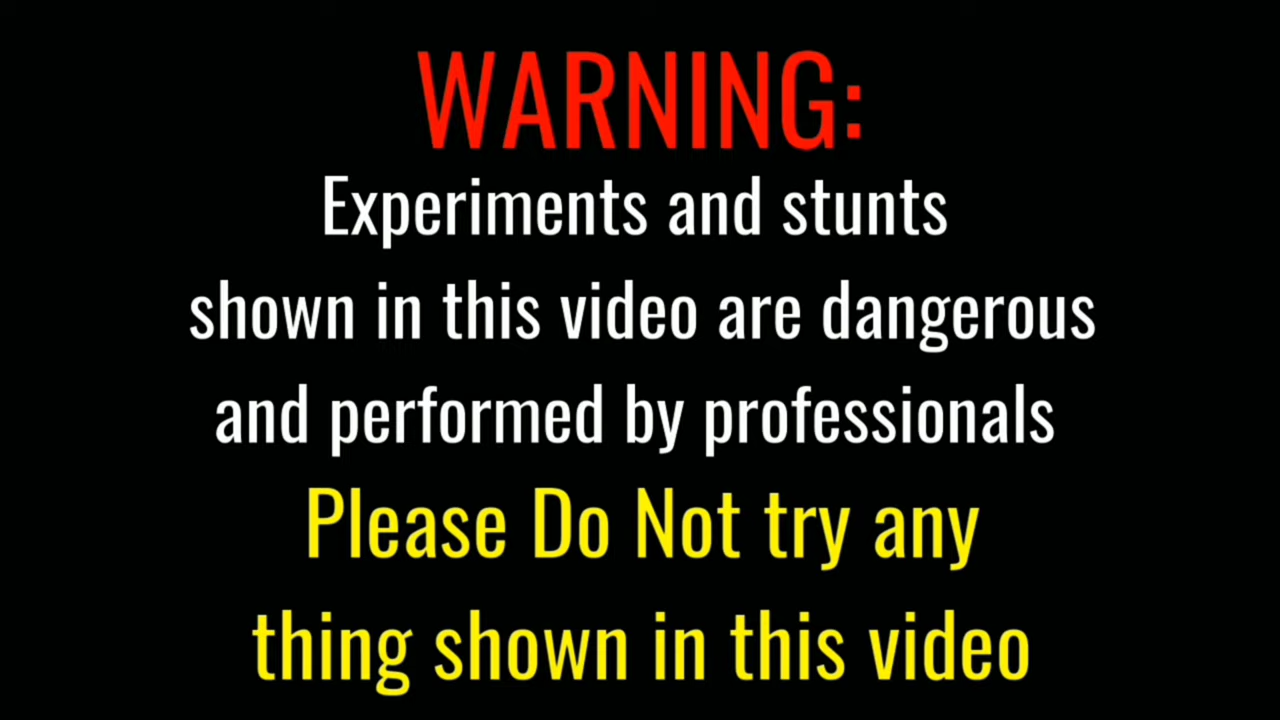 WARNING:
Experiments and stunts
shown in this video are dangerous
and performed by professionals
Please Do Not try any
thing shown in this video